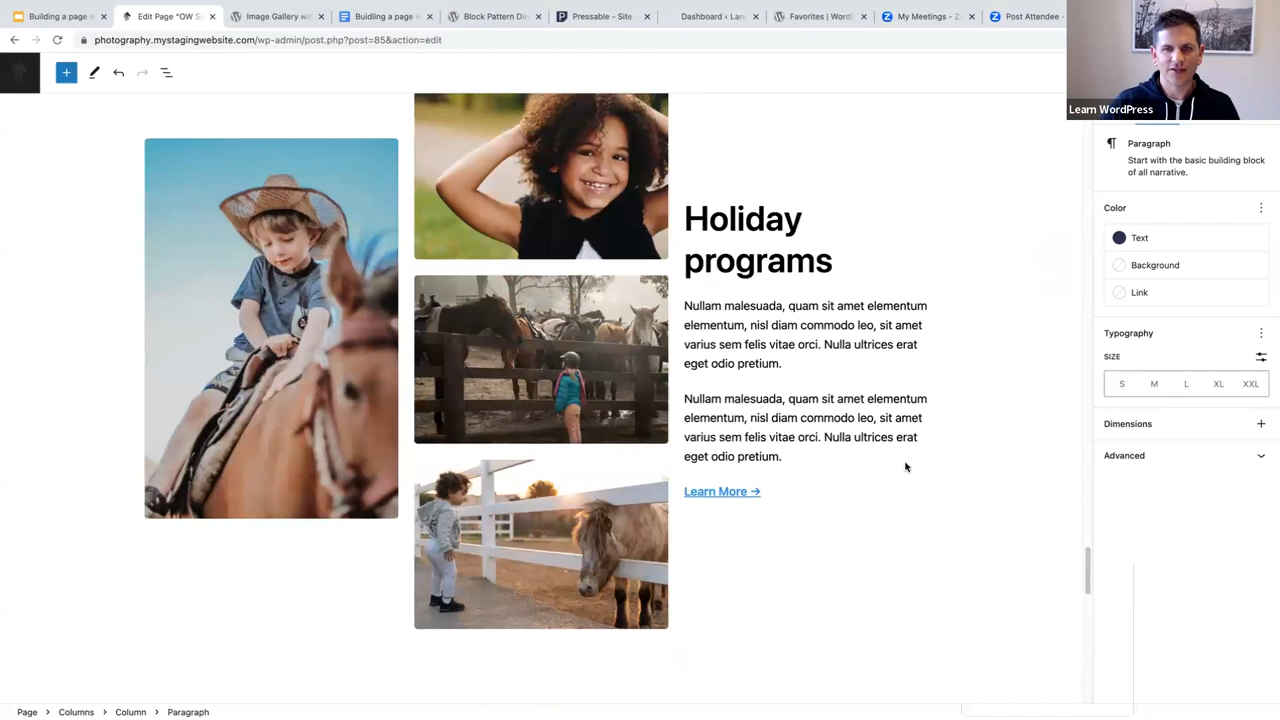 Building a page w
Edit Page “OW S
Image Gallery wit
Buidling a page w
Block Pattern Dir
Pressable - Site
Dashboard ‹ Lan
Favorites | Word
My Meetings - Z
Post Attendee -
photography.mystagingwebsite.com/wp-admin/post.php?post=85&action=edit
Learn WordPress
Paragraph
Start with the basic building block
of all narrative.
Color
Text
Background
Link
Typography
SIZE
S M L XL XXL
Dimensions
Advanced
Holiday
programs
Nullam malesuada, quam sit amet elementum
elementum, nisl diam commodo leo, sit amet
varius sem felis vitae orci. Nulla ultrices erat
eget odio pretium.
Nullam malesuada, quam sit amet elementum
elementum, nisl diam commodo leo, sit amet
varius sem felis vitae orci. Nulla ultrices erat
eget odio pretium.
Learn More →
Page > Columns > Column > Paragraph